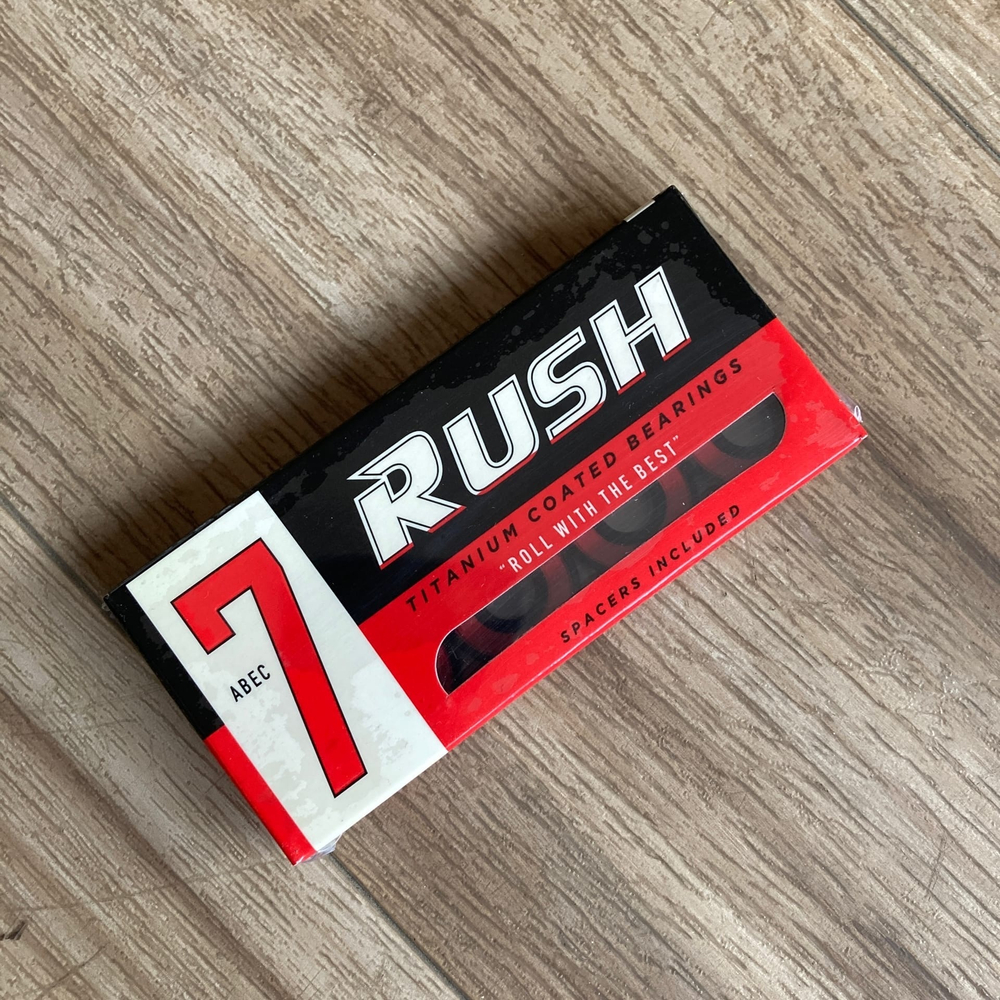 RUSH
TITANIUM COATED BEARINGS
"ROLL WITH THE BEST"
SPACERS INCLUDED
7
ABEC